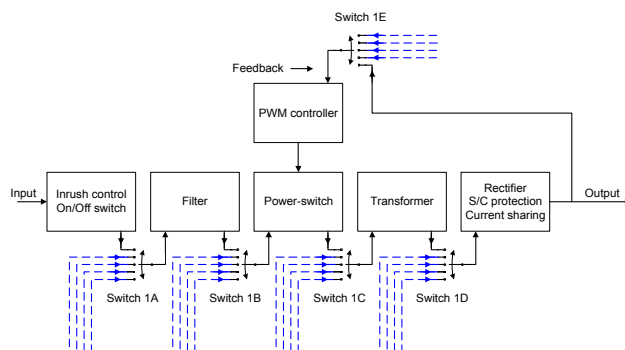 Switch 1E
Feedback
PWM controller
Input
Inrush control
On/Off switch
Filter
Power-switch
Transformer
Rectifier
S/C protection
Current sharing
Output
Switch 1A
Switch 1B
Switch 1C
Switch 1D